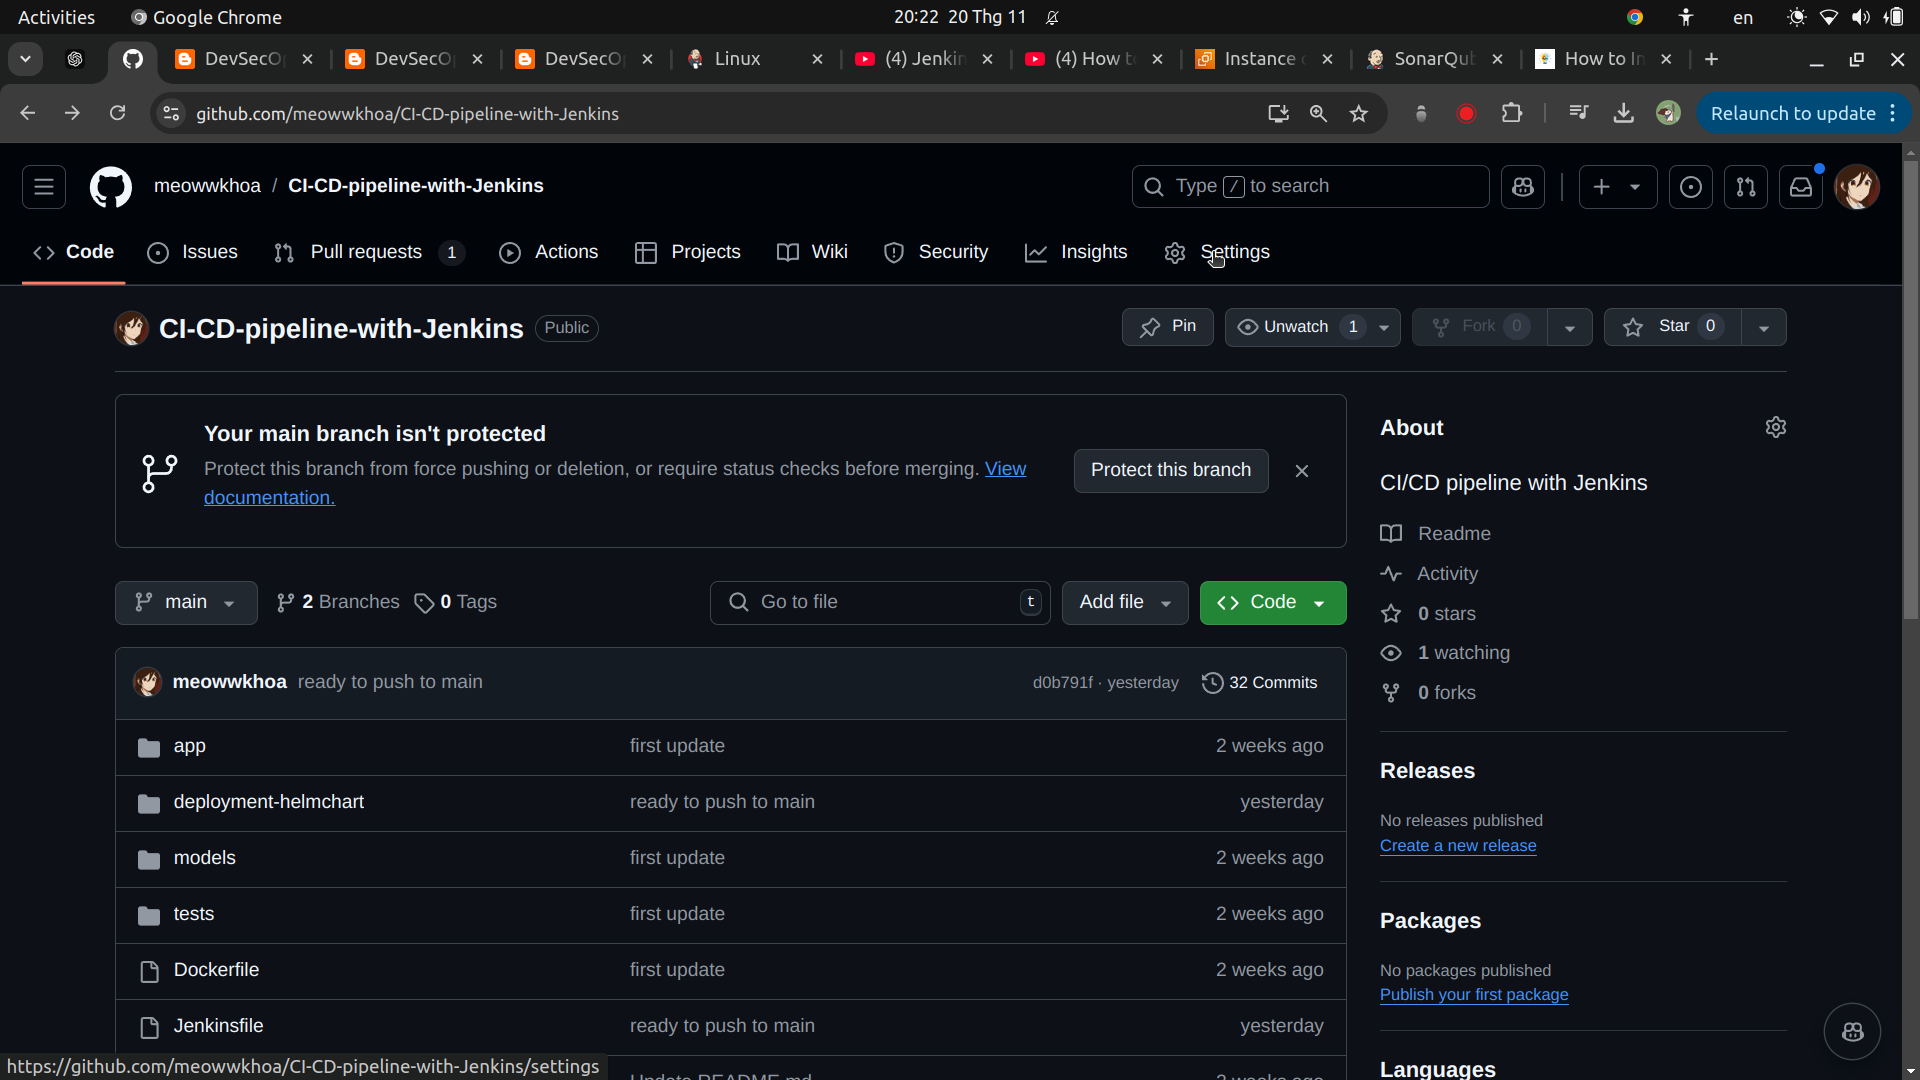 Activities
Google Chrome
20:22 20 Thg 11
en
DevSecO
DevSecO
DevSecO
Linux
(4) Jenkin
(4) How t
Instance
SonarQu
How to In
github.com/meowwkhoa/CI-CD-pipeline-with-Jenkins
Relaunch to update
meowwkhoa / CI-CD-pipeline-with-Jenkins
Type / to search
Code
Issues
Pull requests 1
Actions
Projects
Wiki
Security
Insights
Settings
CI-CD-pipeline-with-Jenkins Public
Pin
Unwatch 1
Fork 0
Star 0
Your main branch isn't protected
Protect this branch from force pushing or deletion, or require status checks before merging. View
documentation.
Protect this branch
main
2 Branches
0 Tags
Go to file t
Add file
Code
meowwkhoa ready to push to main d0b791f · yesterday 32 Commits
app first update 2 weeks ago
deployment-helmchart ready to push to main yesterday
models first update 2 weeks ago
tests first update 2 weeks ago
Dockerfile first update 2 weeks ago
Jenkinsfile ready to push to main yesterday
Update README.md 2 weeks ago
About
CI/CD pipeline with Jenkins
Readme
Activity
0 stars
1 watching
0 forks
Releases
No releases published
Create a new release
Packages
No packages published
Publish your first package
Languages
https://github.com/meowwkhoa/CI-CD-pipeline-with-Jenkins/settings